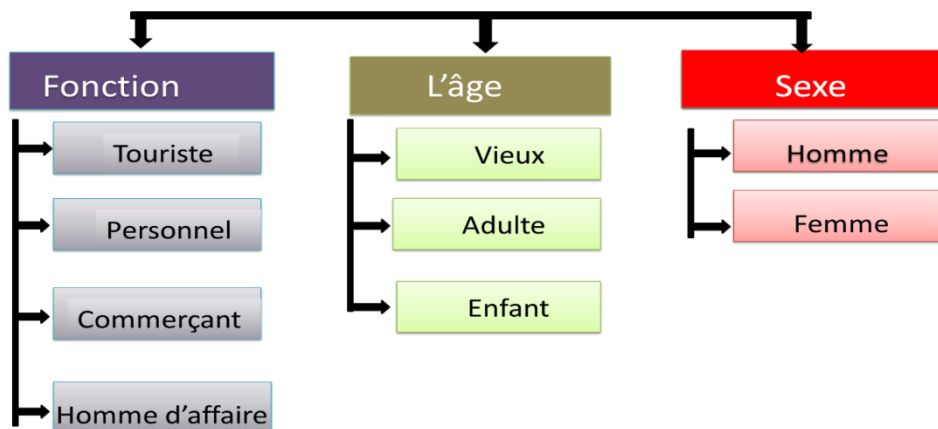 Fonction
Touriste
Personnel
Commerçant
Homme d'affaire
L'âge
Vieux
Adulte
Enfant
Sexe
Homme
Femme